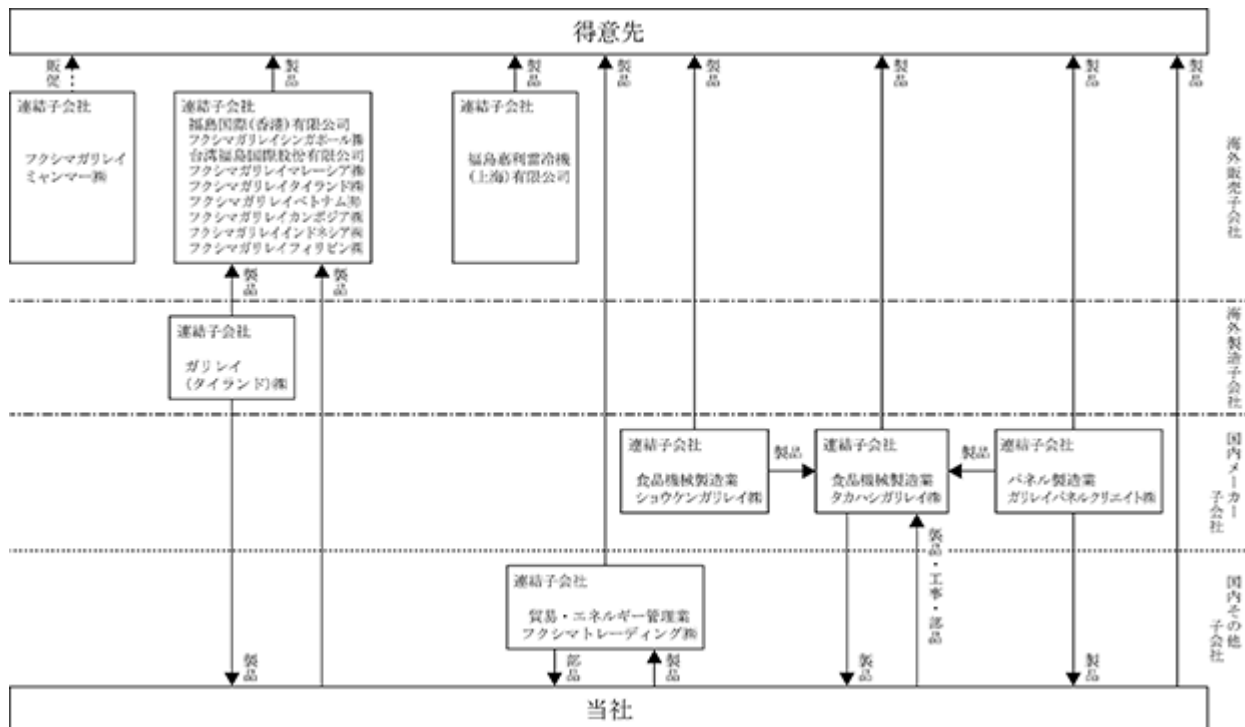 得意先
販促
製品
製品
製品
製品
製品
製品
製品
連結子会社
フクシマガリレイ
ミャンマー㈱
連結子会社
福島国際(香港)有限公司
フクシマガリレイシンガポール㈱
台湾福島国際股份有限公司
フクシマガリレイマレーシア㈱
フクシマガリレイタイランド㈱
フクシマガリレイベトナム㈲
フクシマガリレイカンボジア㈱
フクシマガリレイインドネシア㈱
フクシマガリレイフィリピン㈱
連結子会社
福島嘉利雷冷機
(上海)有限公司
海外販売子会社
製品
製品
連結子会社
ガリレイ
(タイランド)㈱
海外製造子会社
連結子会社
食品機械製造業
ショウケンガリレイ㈱
製品
連結子会社
食品機械製造業
タカハシガリレイ㈱
製品
連結子会社
パネル製造業
ガリレイパネルクリエイト㈱
国内メーカー
子会社
製品・工事・部品
連結子会社
貿易・エネルギー管理業
フクシマトレーディング㈱
国内その他
子会社
製品
部品
製品
製品
製品
当社